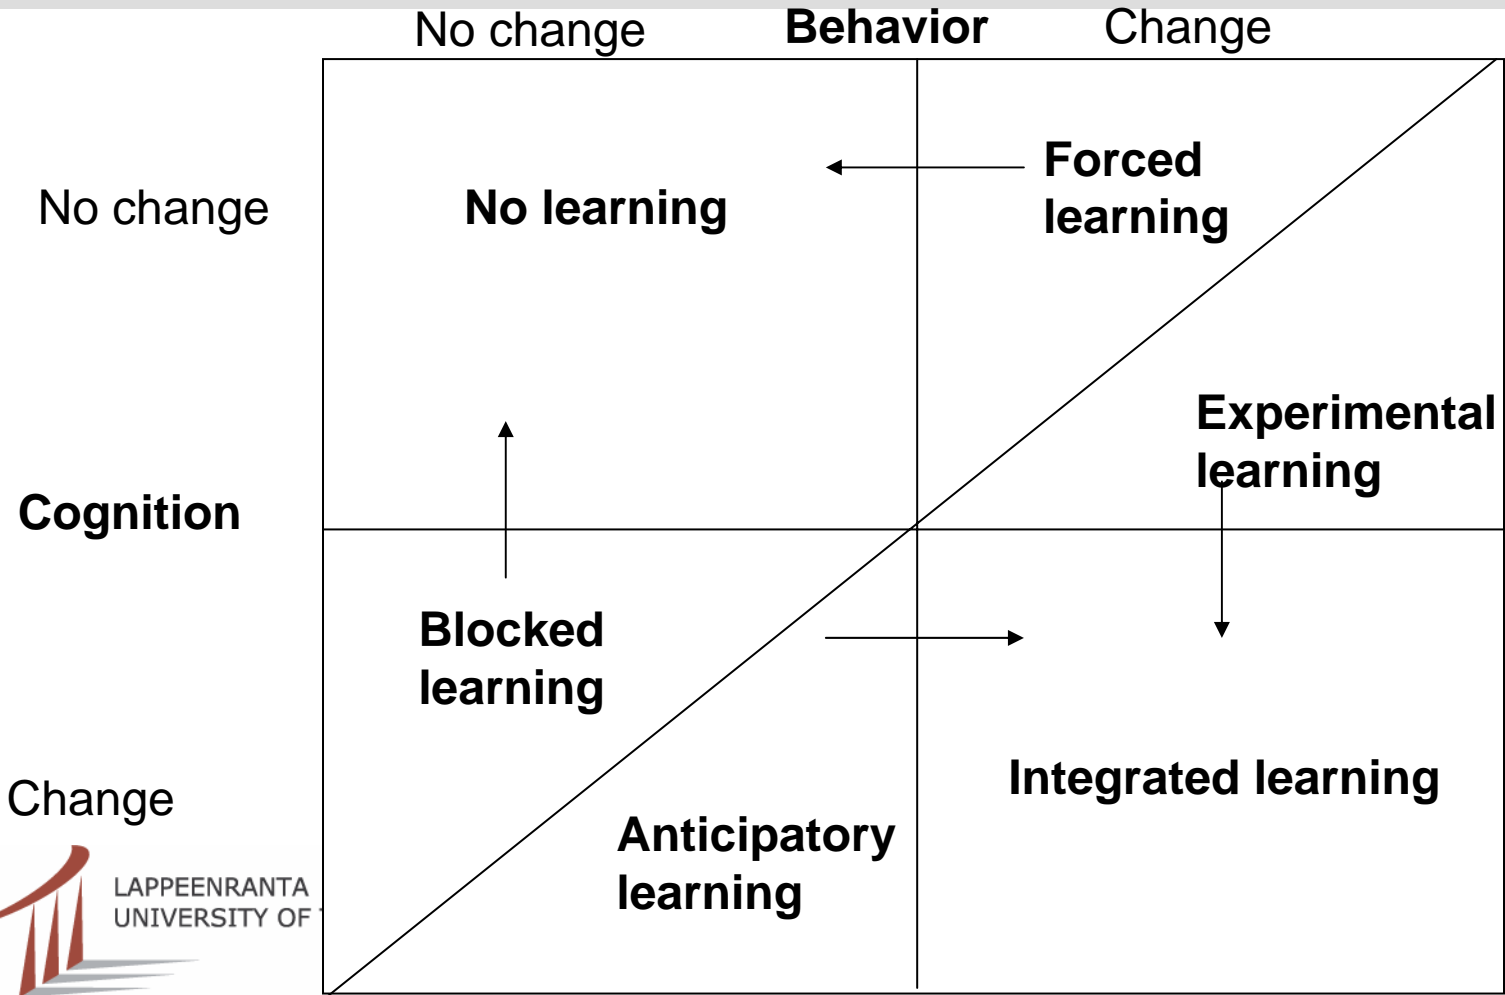 No change Behavior Change
Forced
learning
No change No learning
Experimental
learning
Cognition
Blocked
learning
Integrated learning
Change
Anticipatory
learning
LAPPEENRANTA
UNIVERSITY OF